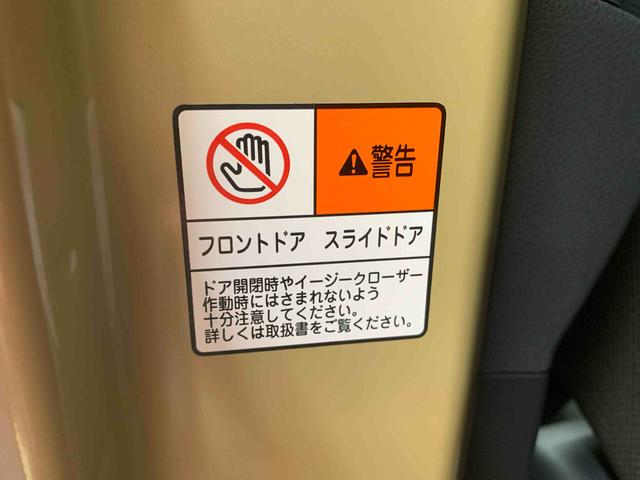 警告
フロントドア　スライドドア
ドア開閉時やイージークローザー
作動時にはさまれないよう
十分注意してください。
詳しくは取扱書をご覧ください。